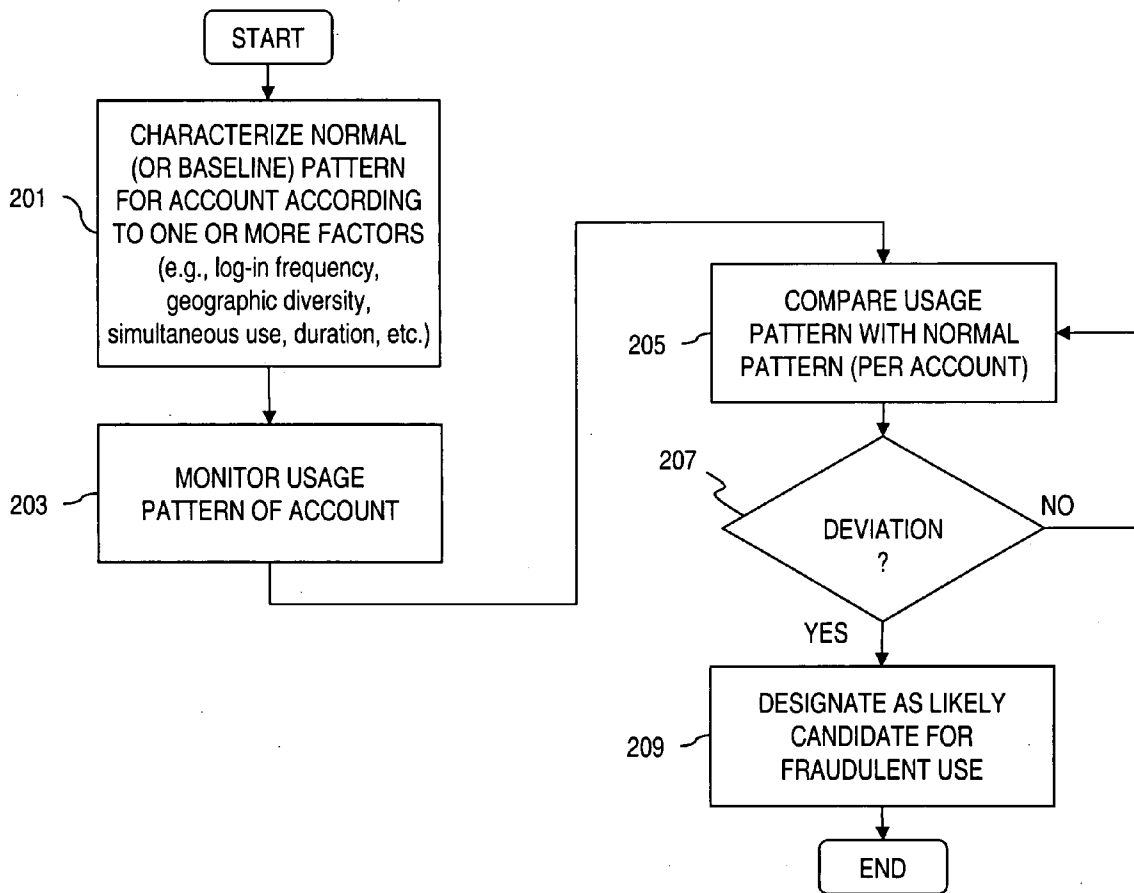 START
201
CHARACTERIZE NORMAL
(OR BASELINE) PATTERN
FOR ACCOUNT ACCORDING
TO ONE OR MORE FACTORS
(e.g., log-in frequency,
geographic diversity,
simultaneous use, duration, etc.)
203
MONITOR USAGE
PATTERN OF ACCOUNT
205
COMPARE USAGE
PATTERN WITH NORMAL
PATTERN (PER ACCOUNT)
207
DEVIATION
?
NO
YES
209
DESIGNATE AS LIKELY
CANDIDATE FOR
FRAUDULENT USE
END